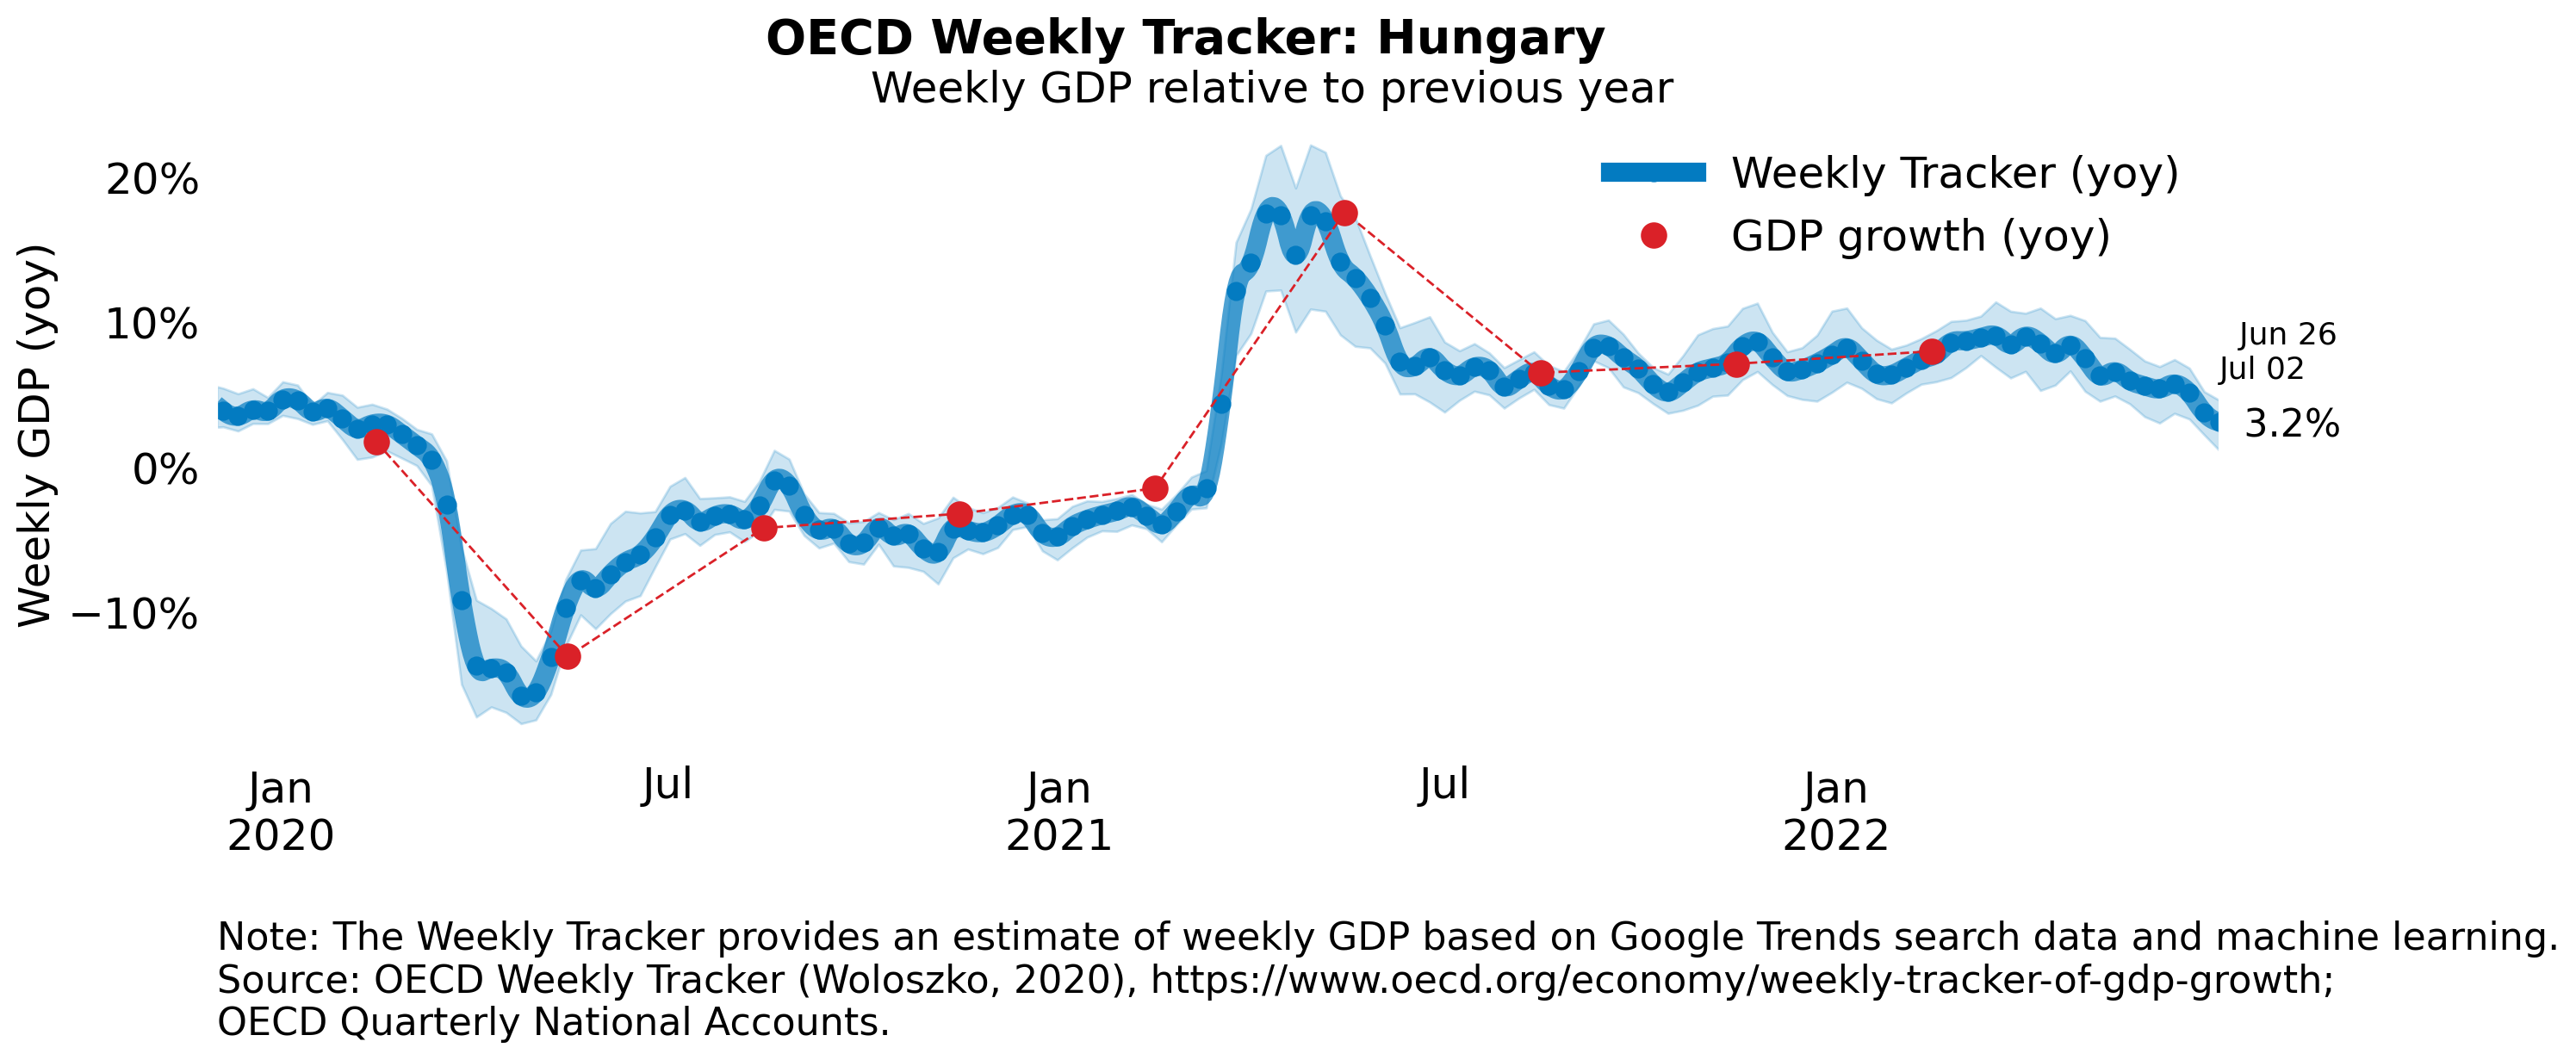 OECD Weekly Tracker: Hungary
Weekly GDP relative to previous year
Weekly GDP (yoy)
20%
10%
0%
−10%
Weekly Tracker (yoy)
GDP growth (yoy)
Jun 26
Jul 02
3.2%
Jan
2020
Jul
Jan
2021
Jul
Jan
2022
Note: The Weekly Tracker provides an estimate of weekly GDP based on Google Trends search data and machine learning.
Source: OECD Weekly Tracker (Woloszko, 2020), https://www.oecd.org/economy/weekly-tracker-of-gdp-growth;
OECD Quarterly National Accounts.